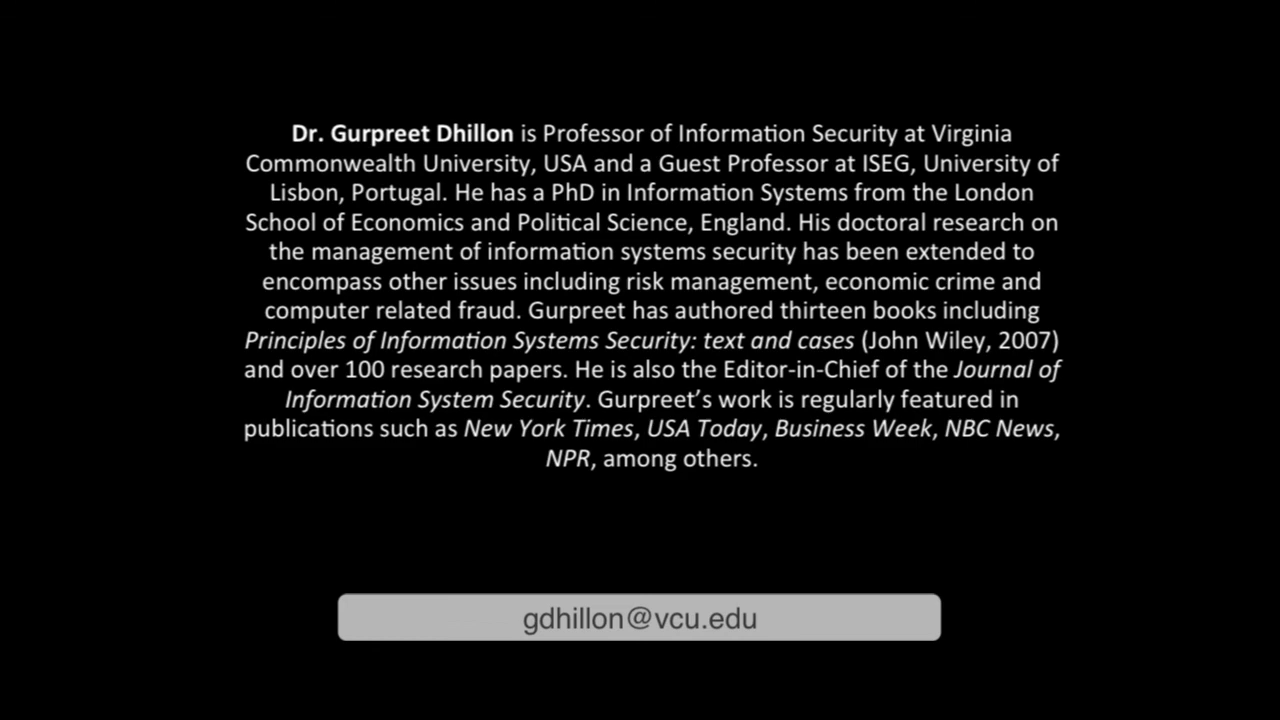 Dr. Gurpreet Dhillon is Professor of Information Security at Virginia
Commonwealth University, USA and a Guest Professor at ISEG, University of
Lisbon, Portugal. He has a PhD in Information Systems from the London
School of Economics and Political Science, England. His doctoral research on
the management of information systems security has been extended to
encompass other issues including risk management, economic crime and
computer related fraud. Gurpreet has authored thirteen books including
Principles of Information Systems Security: text and cases (John Wiley, 2007)
and over 100 research papers. He is also the Editor-in-Chief of the Journal of
Information System Security. Gurpreet’s work is regularly featured in
publications such as New York Times, USA Today, Business Week, NBC News,
NPR, among others.
gdhillon@vcu.edu